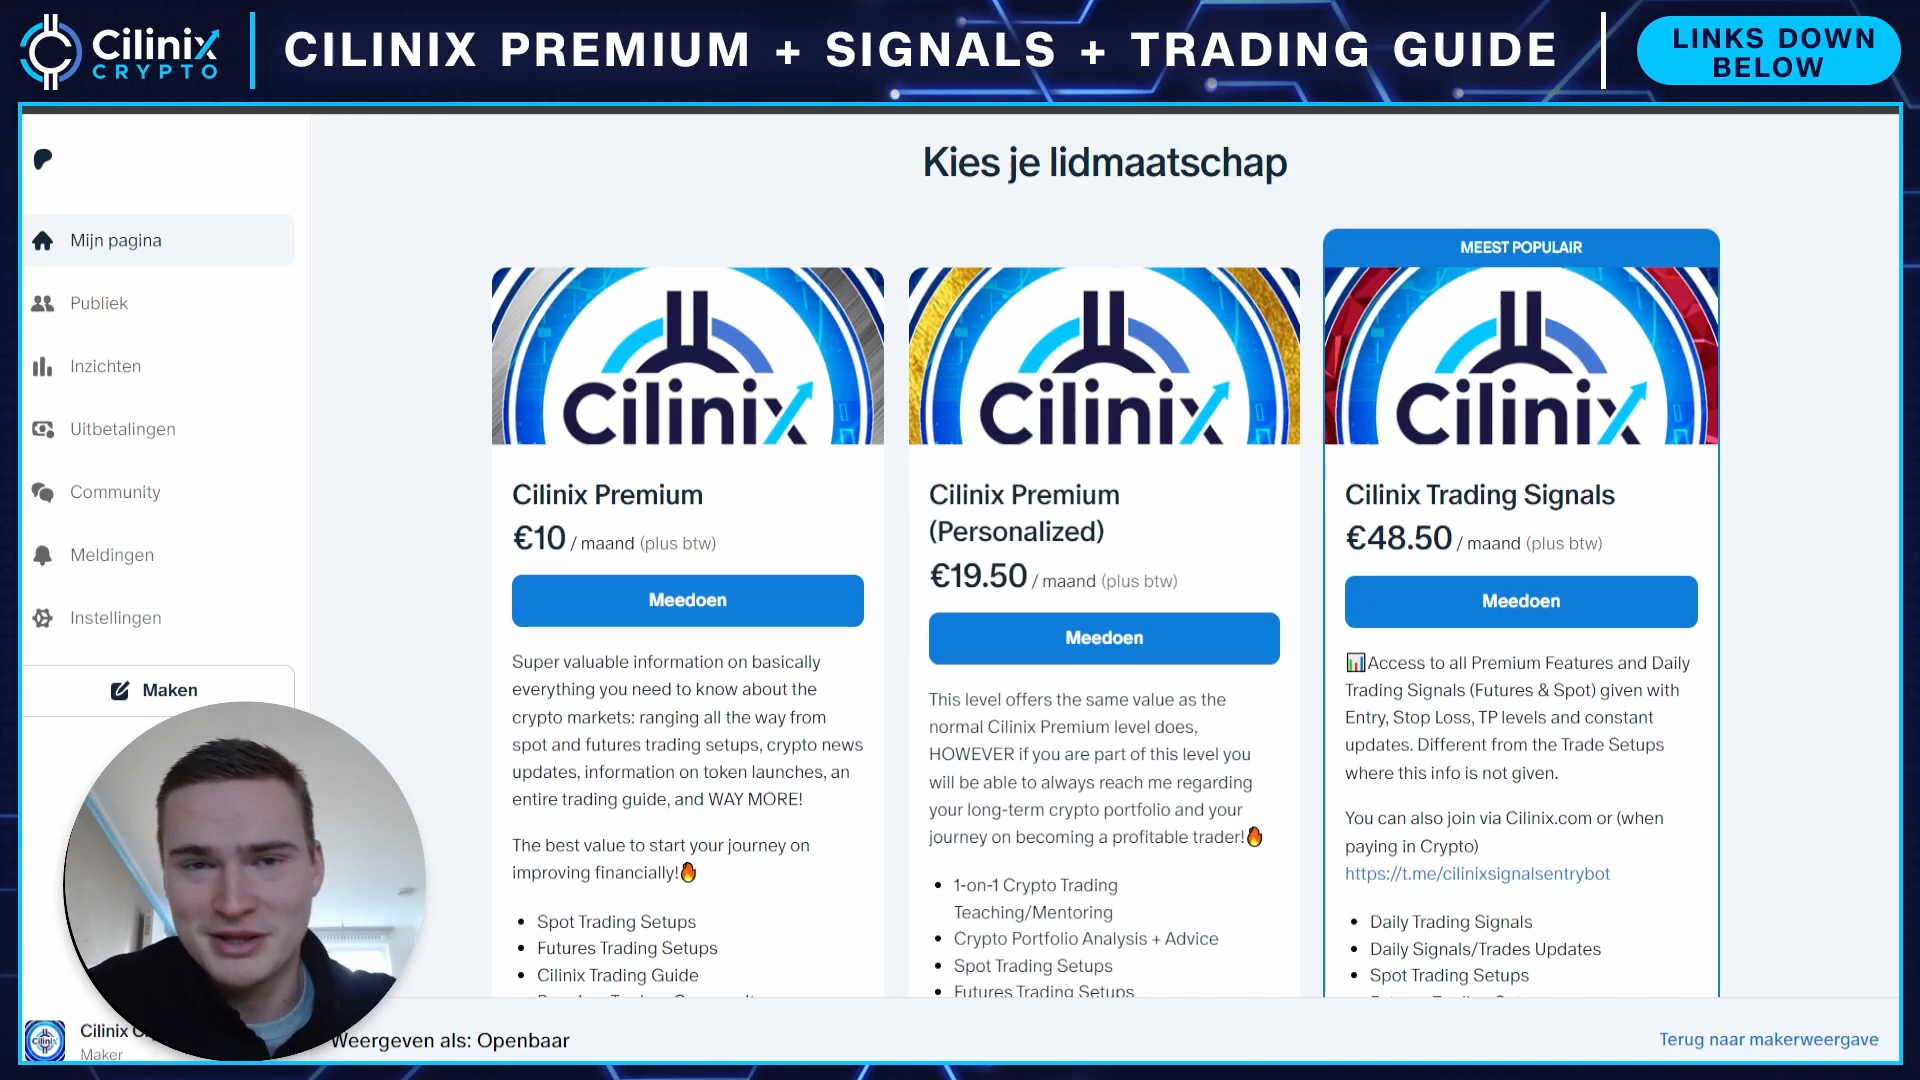 Cilinix
CRYPTO
CILINIX PREMIUM + SIGNALS + TRADING GUIDE
LINKS DOWN
BELOW
Mijn pagina
Publiek
Inzichten
Uitbetalingen
Community
Meldingen
Instellingen
Maken
Kies je lidmaatschap
Cilinix
Cilinix Premium
€10 / maand (plus btw)
Meedoen
Super valuable information on basically
everything you need to know about the
crypto markets: ranging all the way from
spot and futures trading setups, crypto news
updates, information on token launches, an
entire trading guide, and WAY MORE!
The best value to start your journey on
improving financially!🔥
• Spot Trading Setups
• Futures Trading Setups
• Cilinix Trading Guide
Cilinix
Cilinix Premium
(Personalized)
€19.50 / maand (plus btw)
Meedoen
This level offers the same value as the
normal Cilinix Premium level does,
HOWEVER if you are part of this level you
will be able to always reach me regarding
your long-term crypto portfolio and your
journey on becoming a profitable trader!🔥
• 1-on-1 Crypto Trading
Teaching/Mentoring
• Crypto Portfolio Analysis + Advice
• Spot Trading Setups
• Futures Trading Setups
MEEST POPULAIR
Cilinix
Cilinix Trading Signals
€48.50 / maand (plus btw)
Meedoen
📊Access to all Premium Features and Daily
Trading Signals (Futures & Spot) given with
Entry, Stop Loss, TP levels and constant
updates. Different from the Trade Setups
where this info is not given.
You can also join via Cilinix.com or (when
paying in Crypto)
https://t.me/cilinixsignalsentrybot
• Daily Trading Signals
• Daily Signals/Trades Updates
• Spot Trading Setups
Cilinix
Cilinix
Maker
Weergeven als: Openbaar
Terug naar makerweergave